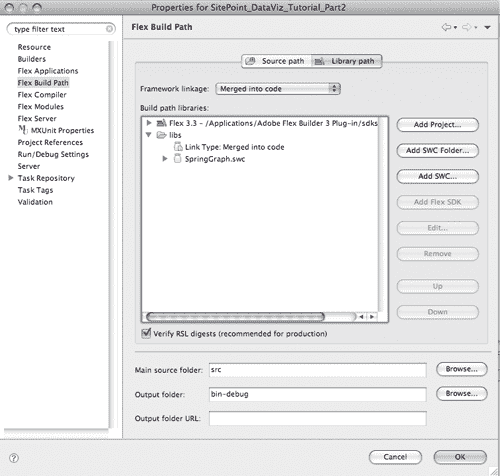 Properties for SitePoint_DataViz_Tutorial_Part2
type filter text
Resource
Builders
Flex Applications
Flex Build Path
Flex Compiler
Flex Modules
Flex Server
MXUnit Properties
Project References
Run/Debug Settings
Server
Task Repository
Task Tags
Validation
Flex Build Path
Source path
Library path
Framework linkage:
Merged into code
Build path libraries:
Flex 3.3 - /Applications/Adobe Flex Builder 3 Plug-in/sdks
libs
Link Type: Merged into code
SpringGraph.swc
Add Project...
Add SWC Folder...
Add SWC...
Add Flex SDK
Edit...
Remove
Up
Down
Verify RSL digests (recommended for production)
Main source folder:
src
Browse...
Output folder:
bin-debug
Browse...
Output folder URL:
?
Cancel
OK